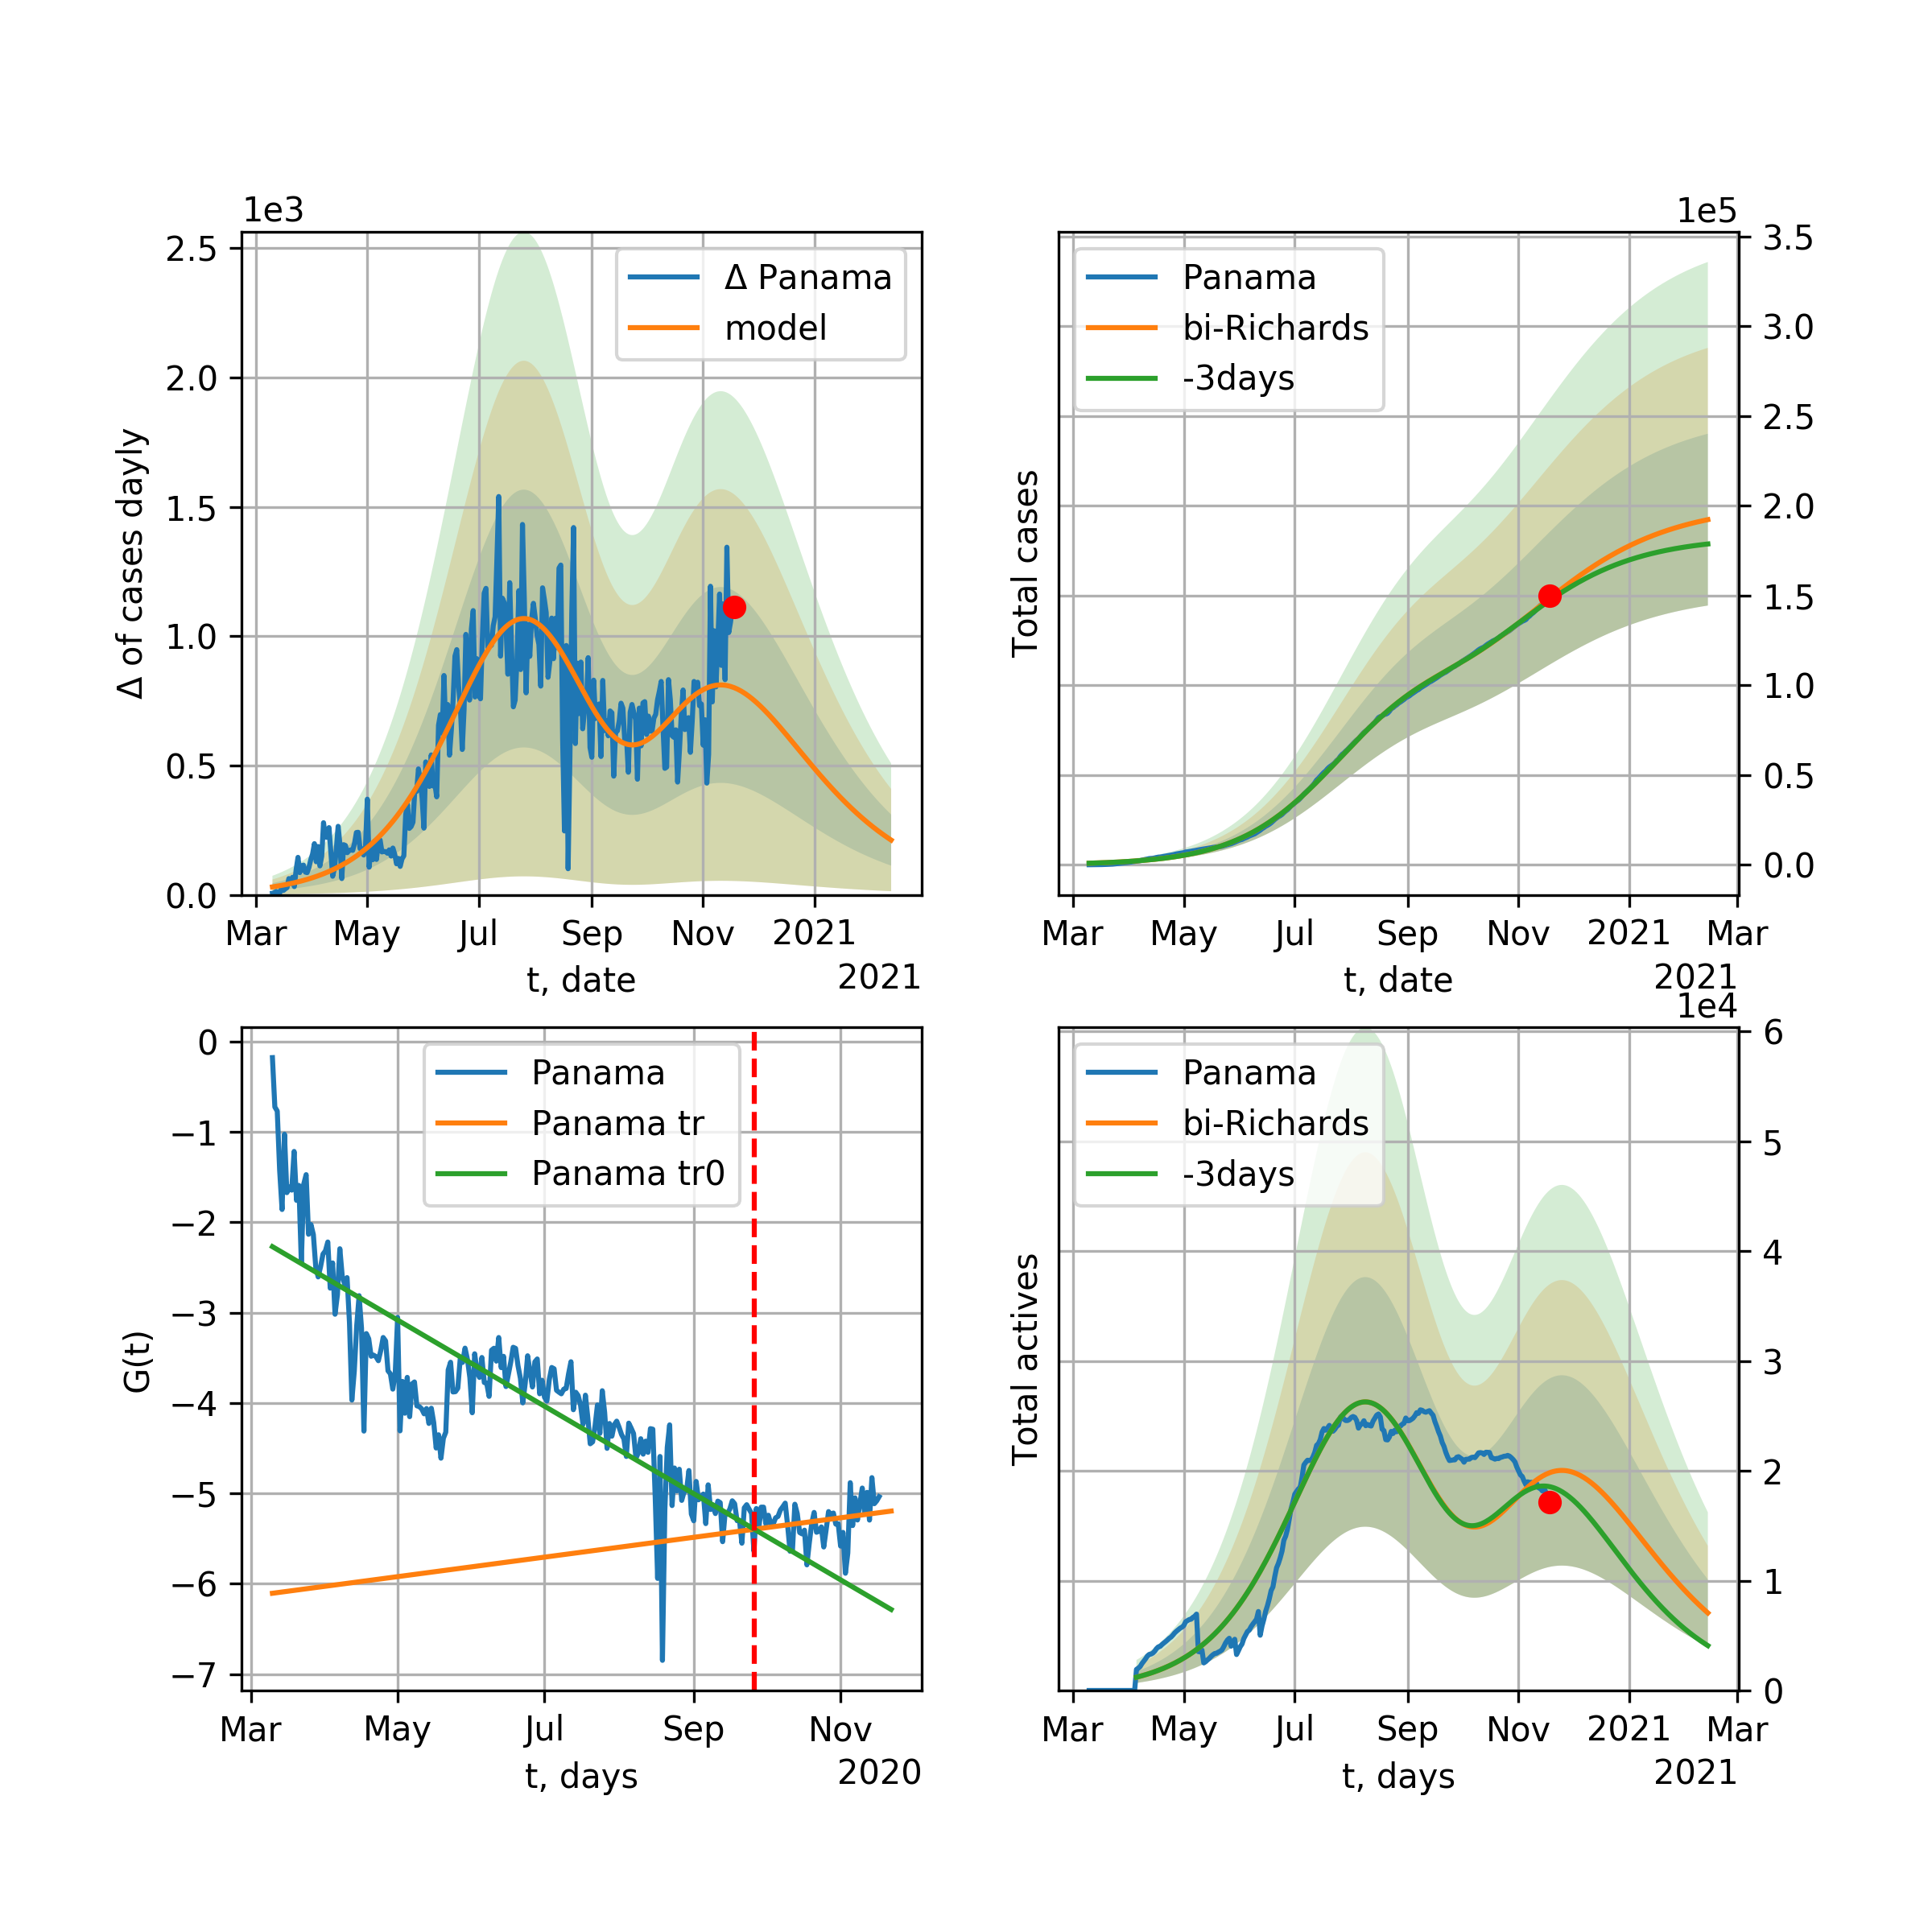 1e3
2.5
2.0
1.5
1.0
0.5
0.0
Δ of cases dayly
Δ Panama
model
Mar May Jul Sep Nov 2021
t, date
2021
1e5
3.5
3.0
2.5
2.0
1.5
1.0
0.5
0.0
Total cases
Panama
bi-Richards
-3days
Mar May Jul Sep Nov 2021 Mar
t, date
2021
0
−1
−2
−3
−4
−5
−6
−7
G(t)
Panama
Panama tr
Panama tr0
Mar May Jul Sep Nov
t, days
2020
1e4
6
5
4
3
2
1
0
Total actives
Panama
bi-Richards
-3days
Mar May Jul Sep Nov 2021 Mar
t, days
2021